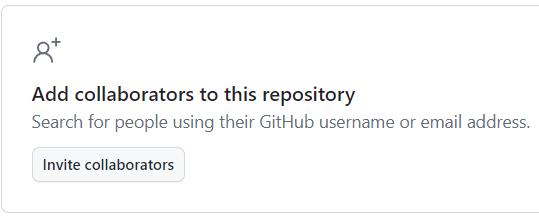 Add collaborators to this repository
Search for people using their GitHub username or email address.
Invite collaborators